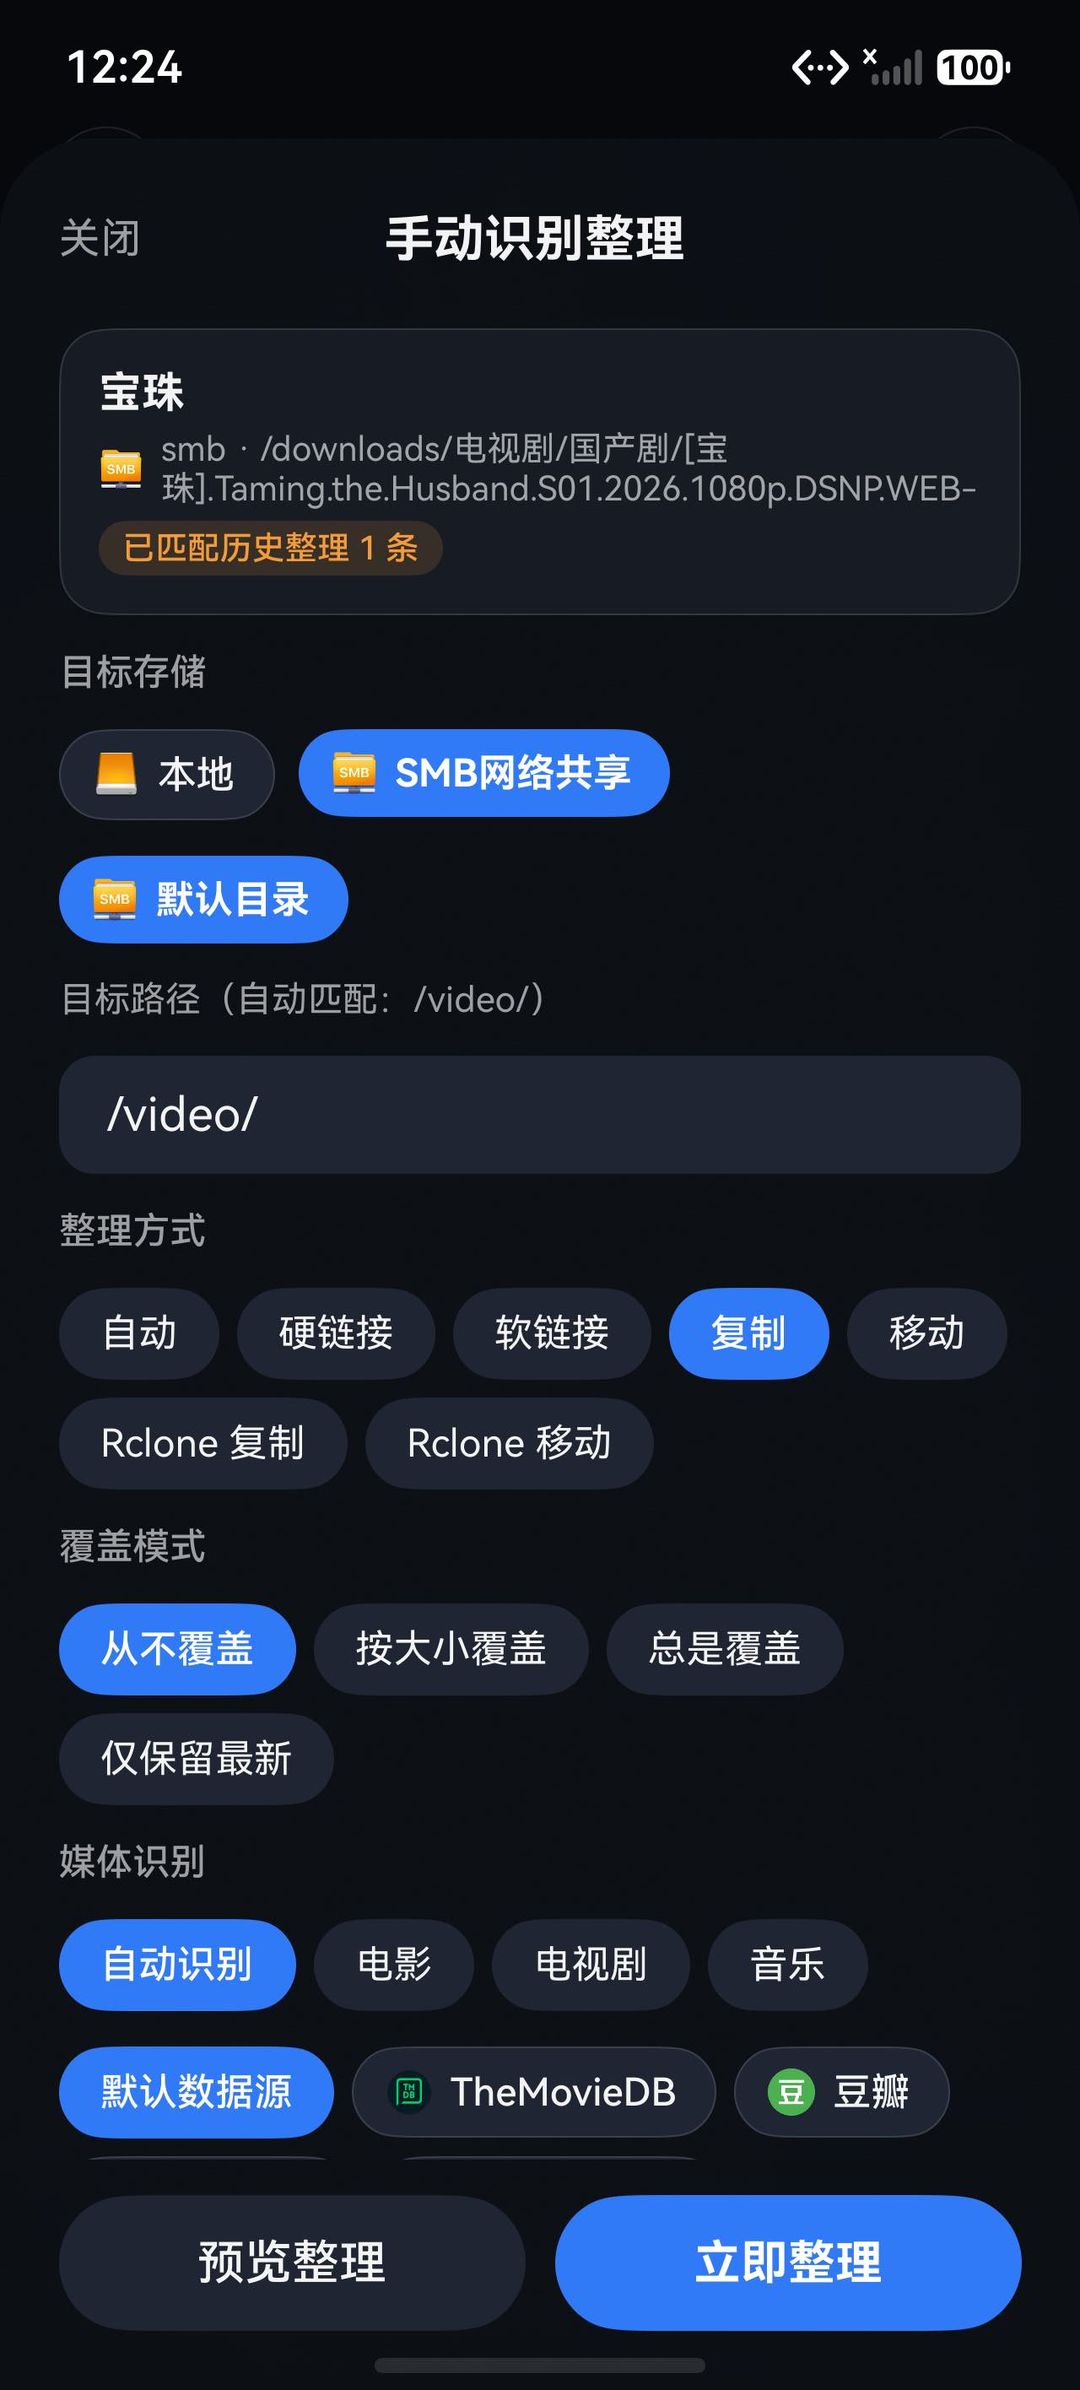 12:24
100
关闭
手动识别整理
宝珠
SMB
smb · /downloads/电视剧/国产剧/[宝
珠].Taming.the.Husband.S01.2026.1080p.DSNP.WEB-
已匹配历史整理 1 条
目标存储
本地
SMB
SMB网络共享
SMB
默认目录
目标路径（自动匹配：/video/）
/video/
整理方式
自动
硬链接
软链接
复制
移动
Rclone 复制
Rclone 移动
覆盖模式
从不覆盖
按大小覆盖
总是覆盖
仅保留最新
媒体识别
自动识别
电影
电视剧
音乐
默认数据源
TMDB
TheMovieDB
豆
豆瓣
预览整理
立即整理